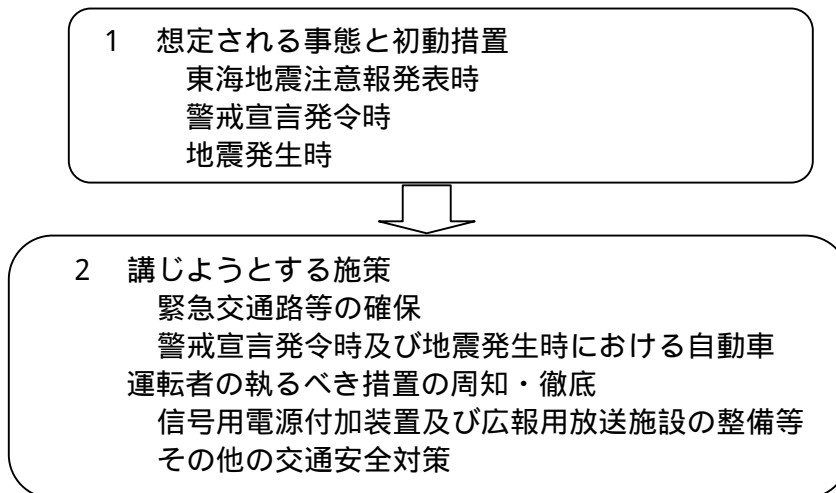 1 想定される事態と初動措置
東海地震注意報発表時
警戒宣言発令時
地震発生時
2 講じようとする施策
緊急交通路等の確保
警戒宣言発令時及び地震発生時における自動車
運転者の執るべき措置の周知・徹底
信号用電源付加装置及び広報用放送施設の整備等
その他の交通安全対策